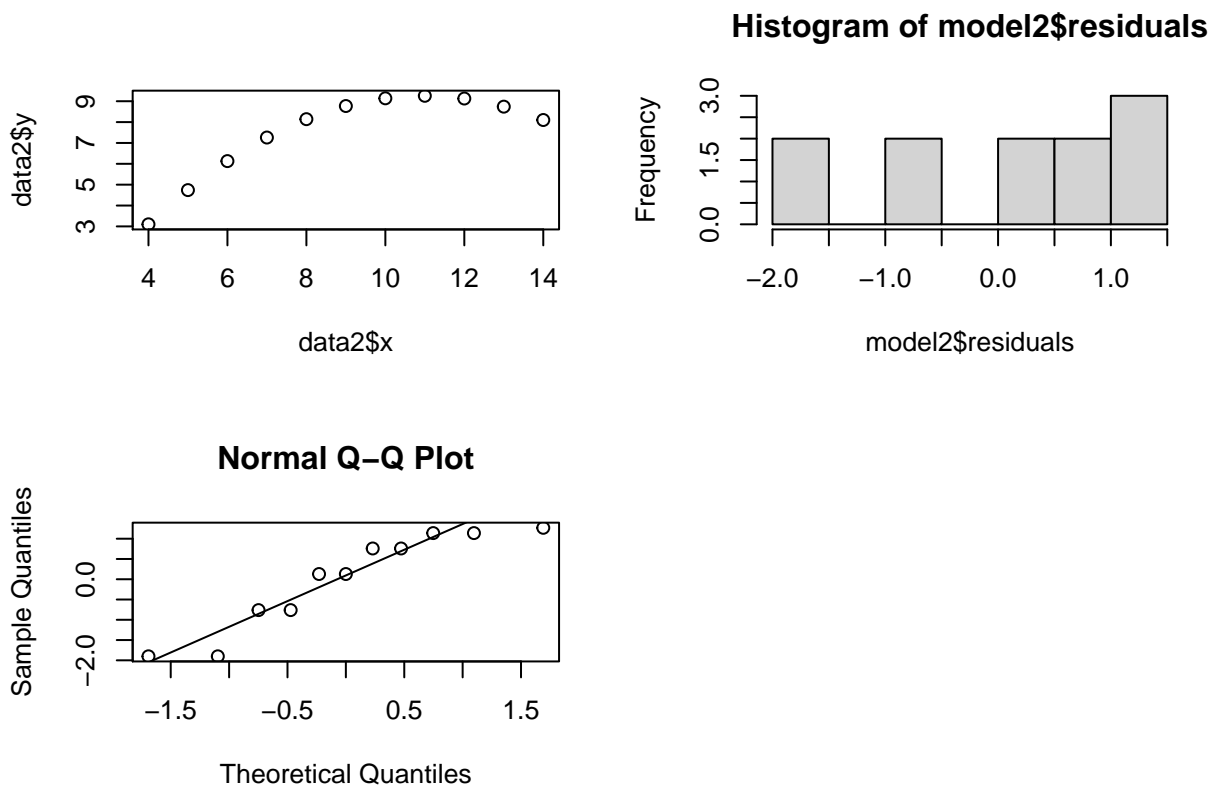 data2$y
3 5 7 9
4 6 8 10 12 14
data2$x
Histogram of model2$residuals
Frequency
0.0 1.5 3.0
−2.0 −1.0 0.0 1.0
model2$residuals
Normal Q−Q Plot
Sample Quantiles
−2.0 0.0
−1.5 −0.5 0.5 1.5
Theoretical Quantiles